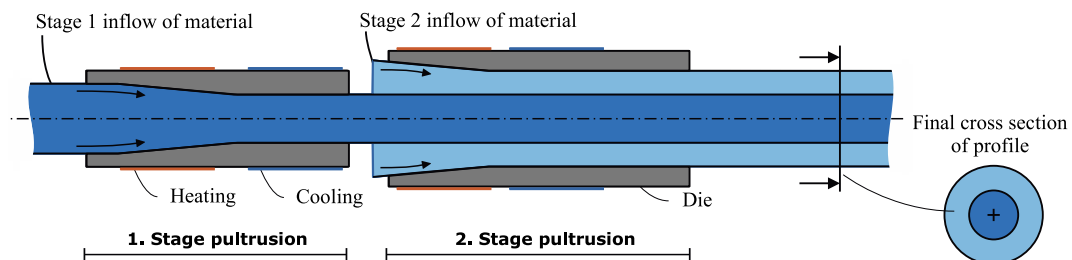 Stage 1 inflow of material
Stage 2 inflow of material
Final cross section
of profile
Heating
Cooling
Die
1. Stage pultrusion
2. Stage pultrusion